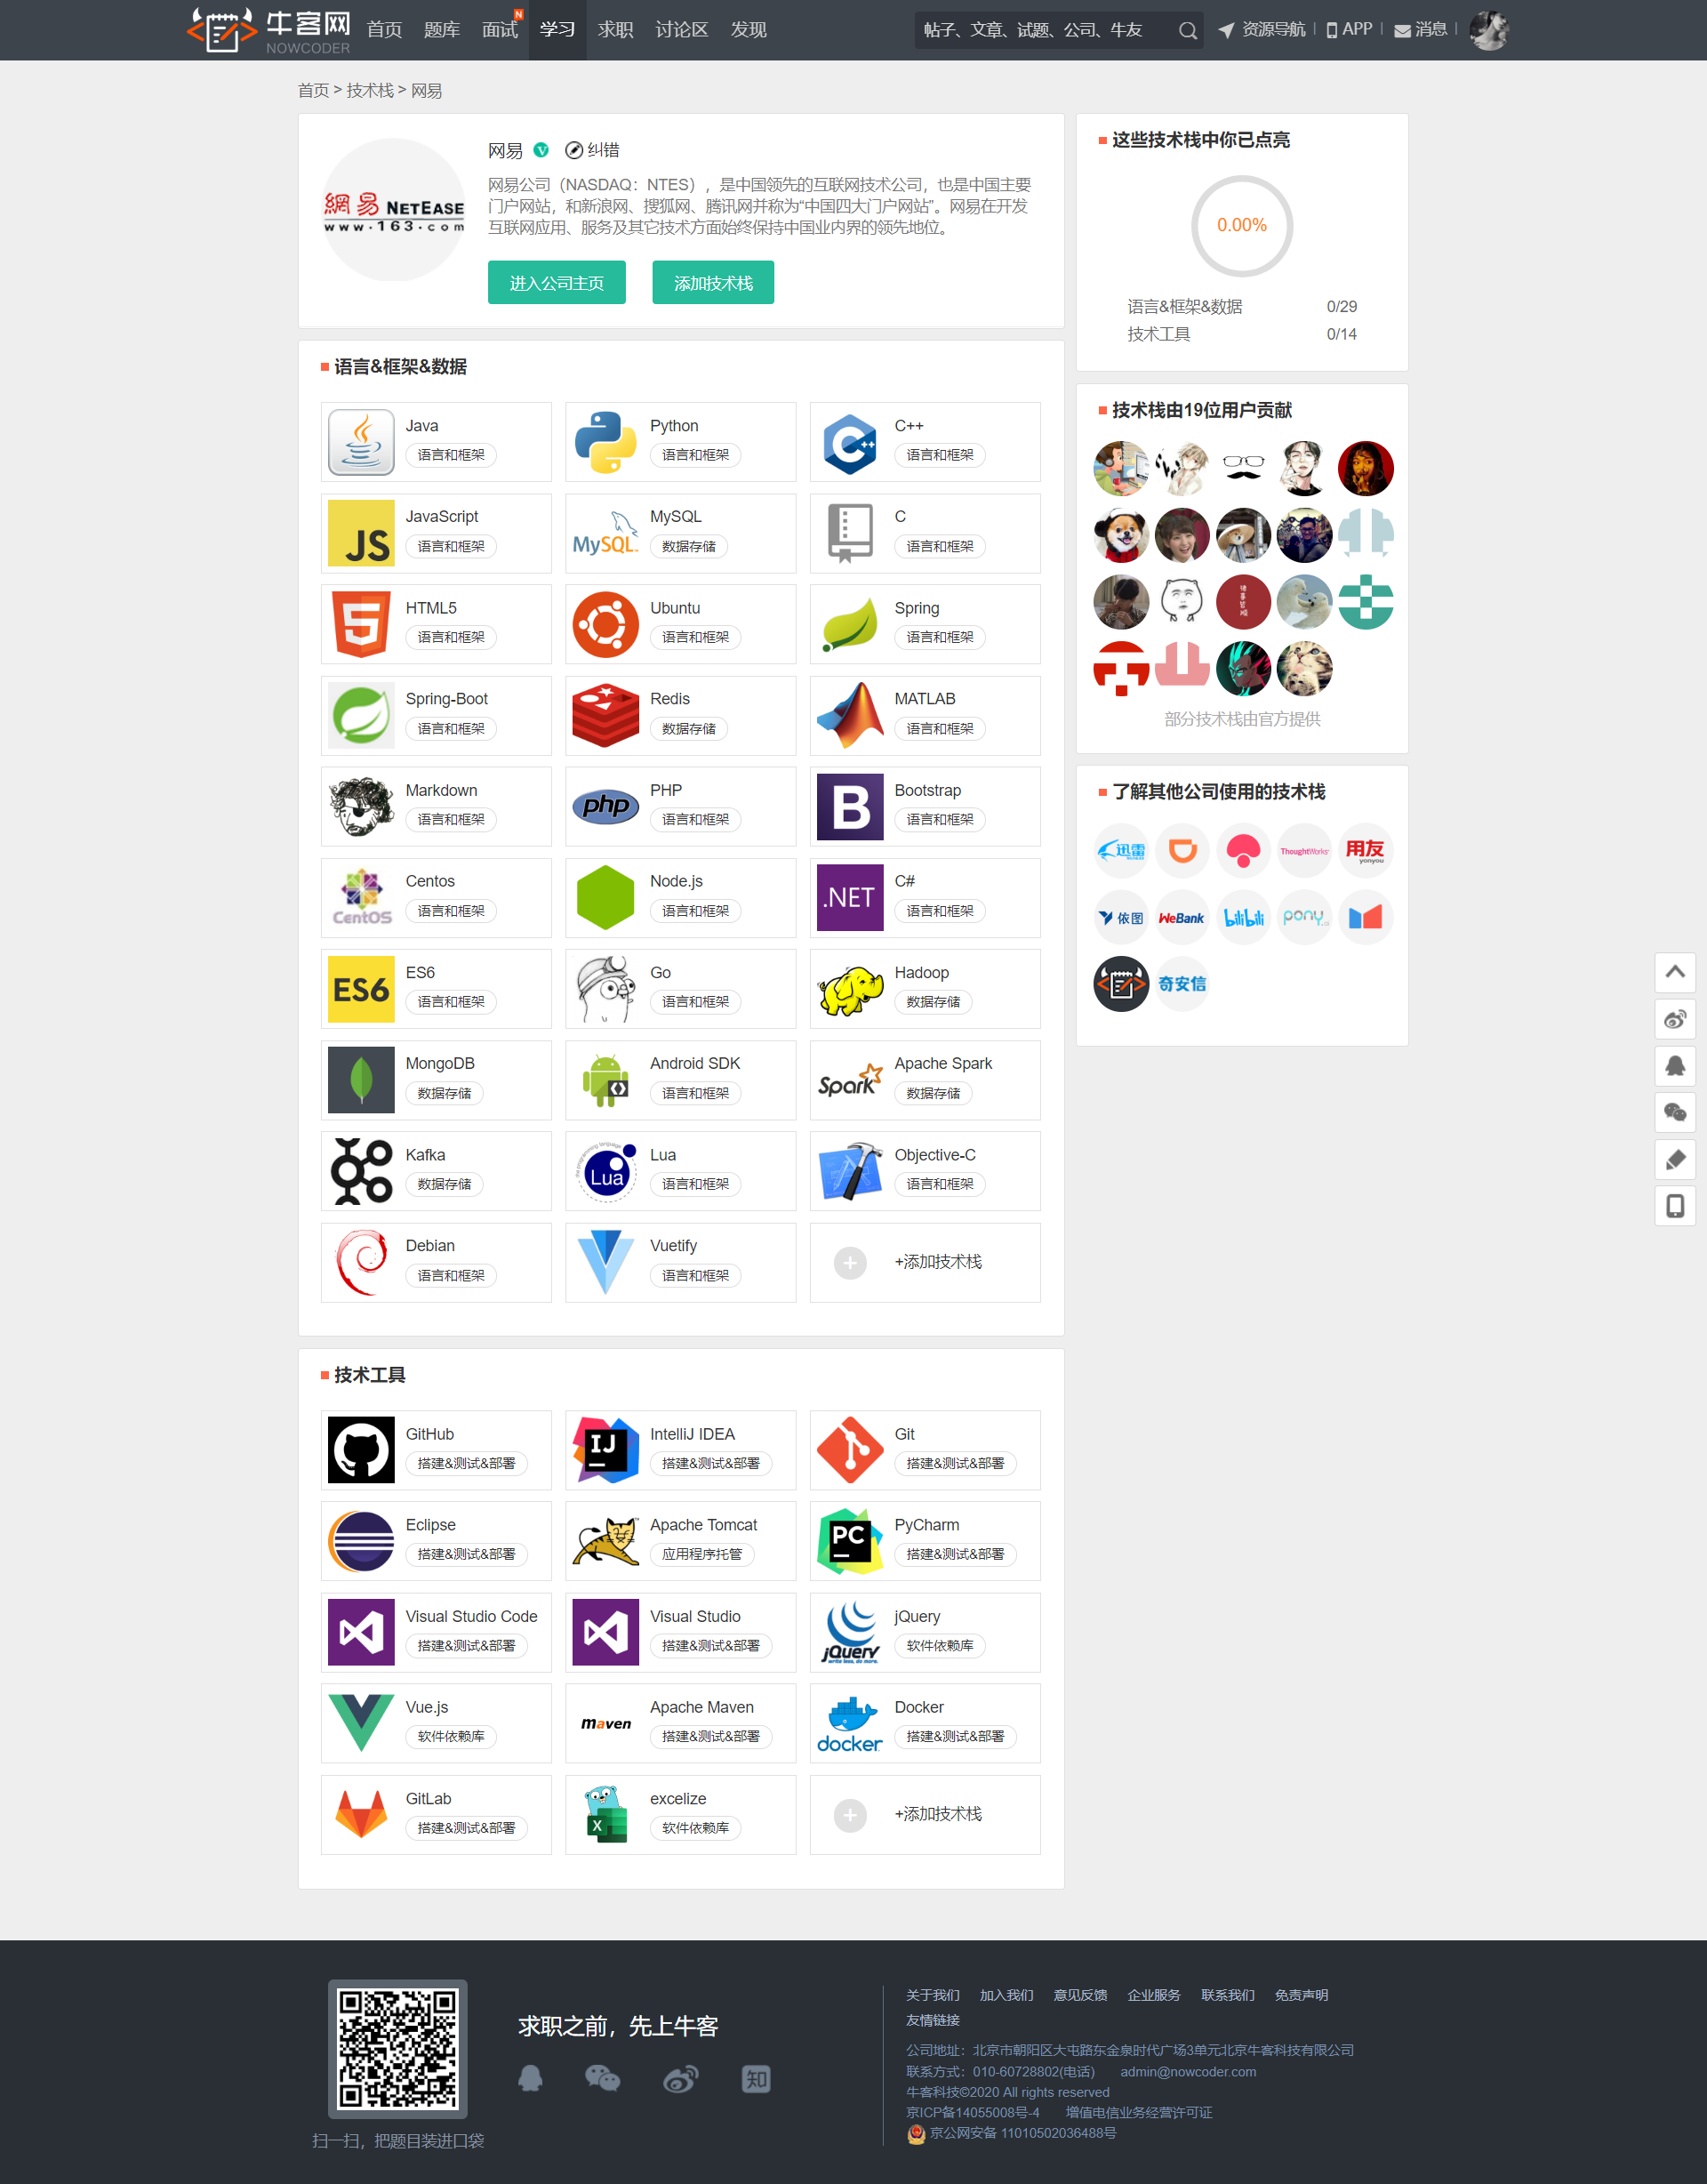 牛客网
NOWCODER
首页 题库 面试 N 学习 求职 讨论区 发现
帖子、文章、试题、公司、牛友
资源导航 | APP | 消息 |
首页 > 技术栈 > 网易
網易 NETEASE
www.163.com
网易 V 纠错
网易公司（NASDAQ：NTES），是中国领先的互联网技术公司，也是中国主要
门户网站，和新浪网、搜狐网、腾讯网并称为“中国四大门户网站”。网易在开发
互联网应用、服务及其它技术方面始终保持中国业内界的领先地位。
进入公司主页 添加技术栈
语言&框架&数据
Java
语言和框架
Python
语言和框架
C++
语言和框架
JS
JavaScript
语言和框架
MySQL
MySQL
数据存储
C
语言和框架
5
HTML5
语言和框架
Ubuntu
语言和框架
Spring
语言和框架
Spring-Boot
语言和框架
Redis
数据存储
MATLAB
语言和框架
Markdown
语言和框架
php
PHP
语言和框架
B
Bootstrap
语言和框架
CentOS
Centos
语言和框架
Node.js
语言和框架
.NET
C#
语言和框架
ES6
ES6
语言和框架
Go
语言和框架
Hadoop
数据存储
MongoDB
数据存储
Android SDK
语言和框架
Spark
Apache Spark
数据存储
Kafka
数据存储
Lua
Lua
语言和框架
Objective-C
语言和框架
Debian
语言和框架
Vuetify
语言和框架
+添加技术栈
技术工具
GitHub
搭建&测试&部署
IJ
IntelliJ IDEA
搭建&测试&部署
Git
搭建&测试&部署
Eclipse
搭建&测试&部署
Apache Tomcat
应用程序托管
PC
PyCharm
搭建&测试&部署
Visual Studio Code
搭建&测试&部署
Visual Studio
搭建&测试&部署
jQuery
write less, do more.
jQuery
软件依赖库
Vue.js
软件依赖库
maven
Apache Maven
搭建&测试&部署
docker
Docker
搭建&测试&部署
GitLab
搭建&测试&部署
X
excelize
软件依赖库
+添加技术栈
这些技术栈中你已点亮
0.00%
语言&框架&数据 0/29
技术工具 0/14
技术栈由19位用户贡献
部分技术栈由官方提供
了解其他公司使用的技术栈
迅雷
ThoughtWorks
用友
yonyou
依图
WeBank
bilibili
pony.ai
奇安信
扫一扫，把题目装进口袋
求职之前，先上牛客
知
关于我们 加入我们 意见反馈 企业服务 联系我们 免责声明
友情链接
公司地址：北京市朝阳区大屯路东金泉时代广场3单元北京牛客科技有限公司
联系方式：010-60728802(电话) admin@nowcoder.com
牛客科技©2020 All rights reserved
京ICP备14055008号-4 增值电信业务经营许可证
京公网安备 11010502036488号